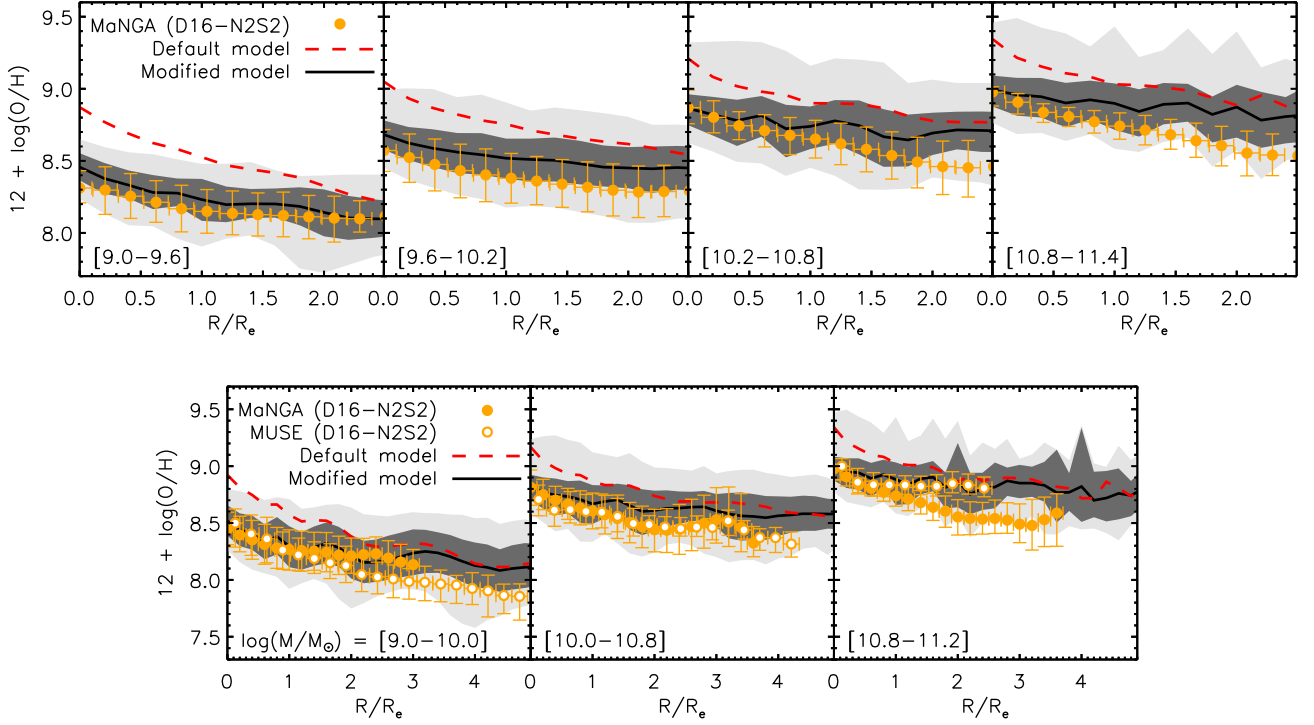 MaNGA (D16−N2S2)
Default model
Modified model
12 + log(O/H)
9.5
9.0
8.5
8.0
[9.0−9.6]
[9.6−10.2]
[10.2−10.8]
[10.8−11.4]
0.0 0.5 1.0 1.5 2.0 0.0 0.5 1.0 1.5 2.0 0.0 0.5 1.0 1.5 2.0 0.0 0.5 1.0 1.5 2.0
R/Re R/Re R/Re R/Re
MaNGA (D16−N2S2)
MUSE (D16−N2S2)
Default model
Modified model
12 + log(O/H)
9.5
9.0
8.5
8.0
7.5
log(M/M☉) = [9.0−10.0]
[10.0−10.8]
[10.8−11.2]
0 1 2 3 4 0 1 2 3 4 0 1 2 3 4
R/Re R/Re R/Re